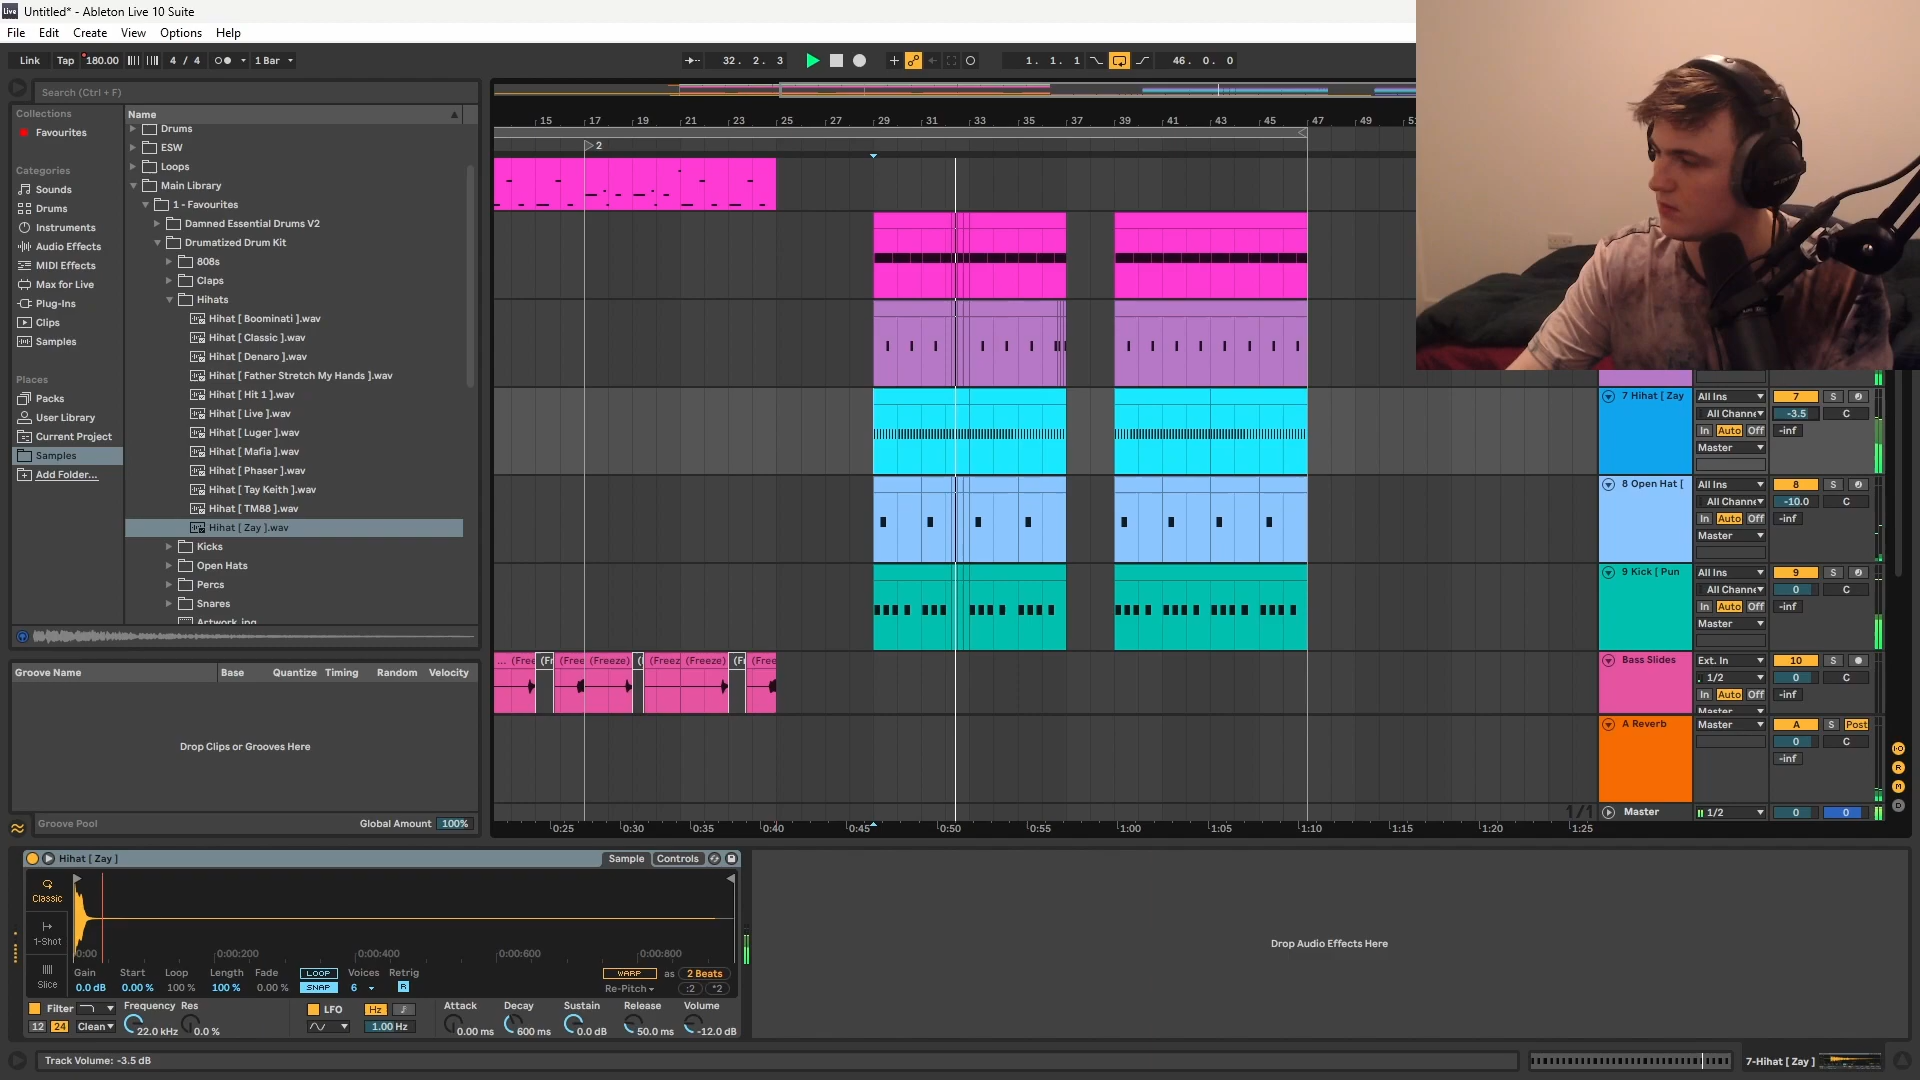 Untitled* - Ableton Live 10 Suite
File Edit Create View Options Help
Link Tap 180.00 4 / 4 1 Bar 32. 2. 3 1. 1. 1 46. 0. 0
Search (Ctrl + F)
Collections
Favourites
Categories
Sounds
Drums
Instruments
Audio Effects
MIDI Effects
Max for Live
Plug-Ins
Clips
Samples
Places
Packs
User Library
Current Project
Samples
Add Folder...
Name
Drums
ESW
Loops
Main Library
1 - Favourites
Damned Essential Drums V2
Drumatized Drum Kit
808s
Claps
Hihats
Hihat [ Boominati ].wav
Hihat [ Classic ].wav
Hihat [ Denaro ].wav
Hihat [ Father Stretch My Hands ].wav
Hihat [ Hit 1 ].wav
Hihat [ Live ].wav
Hihat [ Luger ].wav
Hihat [ Mafia ].wav
Hihat [ Phaser ].wav
Hihat [ Tay Keith ].wav
Hihat [ TM88 ].wav
Hihat [ Zay ].wav
Kicks
Open Hats
Percs
Snares
Artwork.jpg
Groove Name Base Quantize Timing Random Velocity
Drop Clips or Grooves Here
Groove Pool Global Amount 100%
15 17 19 21 23 25 27 29 31 33 35 37 39 41 43 45 47 49 51
2
7 Hihat [ Zay All Ins 7 S
All Channe -3.5 C
In Auto Off -inf
Master
8 Open Hat [ All Ins 8 S
All Channe -10.0 C
In Auto Off -inf
Master
9 Kick [ Pun All Ins 9 S
All Channe 0 C
In Auto Off -inf
Master
... (Free (Fr (Free (Freeze) ( (Freez (Freeze) (Fr (Free
Bass Slides Ext. In 10 S
1/2 0 C
In Auto Off -inf
Master
A Reverb Master A S Post
0 C
-inf
1/1
Master 1/2 0 0
0:25 0:30 0:35 0:40 0:45 0:50 0:55 1:00 1:05 1:10 1:15 1:20 1:25
Hihat [ Zay ] Sample Controls
Classic
1-Shot
Slice
0:00 0:00:200 0:00:400 0:00:600 0:00:800
Gain Start Loop Length Fade LOOP Voices Retrig WARP as 2 Beats
0.0 dB 0.00 % 100 % 100 % 0.00 % SNAP 6 R Re-Pitch :2 *2
Filter Frequency Res LFO Hz Attack Decay Sustain Release Volume
12 24 Clean 22.0 kHz 0.0 % 1.00 Hz 0.00 ms 600 ms 0.0 dB 50.0 ms -12.0 dB
Drop Audio Effects Here
Track Volume: -3.5 dB
7-Hihat [ Zay ]